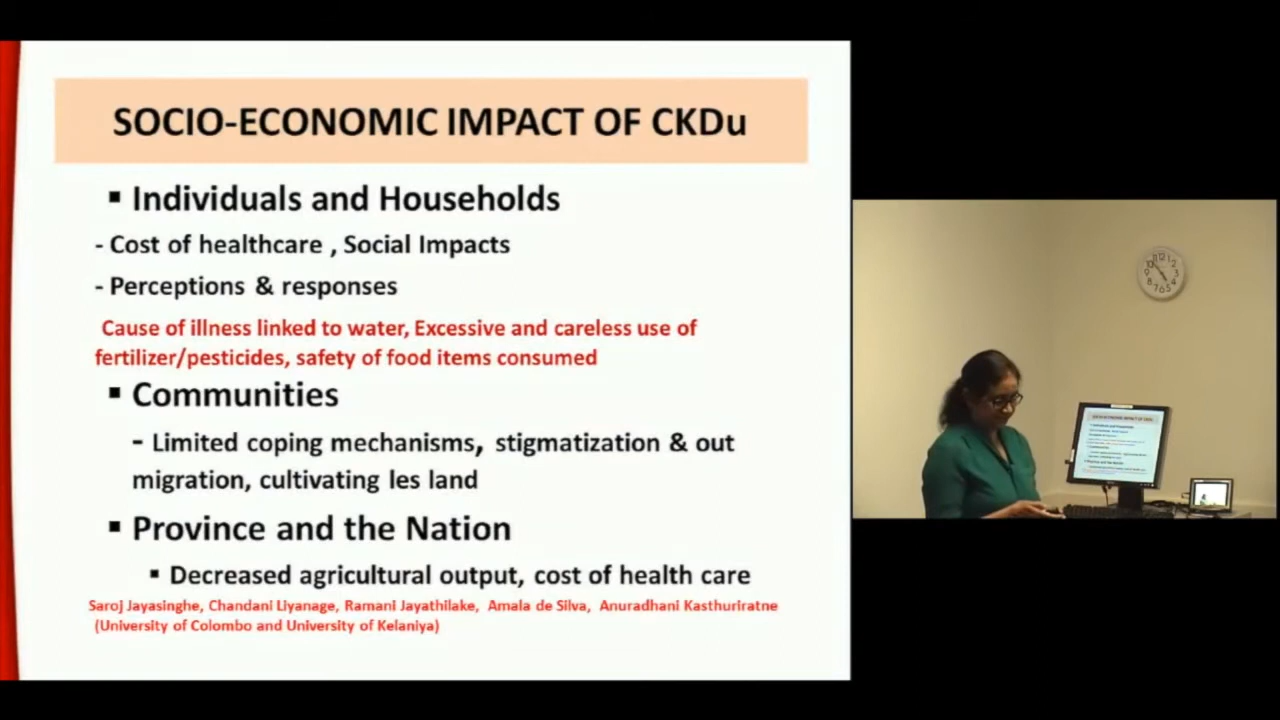 SOCIO-ECONOMIC IMPACT OF CKDu
▪ Individuals and Households
- Cost of healthcare , Social Impacts
- Perceptions & responses
Cause of illness linked to water, Excessive and careless use of
fertilizer/pesticides, safety of food items consumed
▪ Communities
- Limited coping mechanisms, stigmatization & out
migration, cultivating les land
▪ Province and the Nation
▪ Decreased agricultural output, cost of health care
Saroj Jayasinghe, Chandani Liyanage, Ramani Jayathilake, Amala de Silva, Anuradhani Kasthuriratne
(University of Colombo and University of Kelaniya)